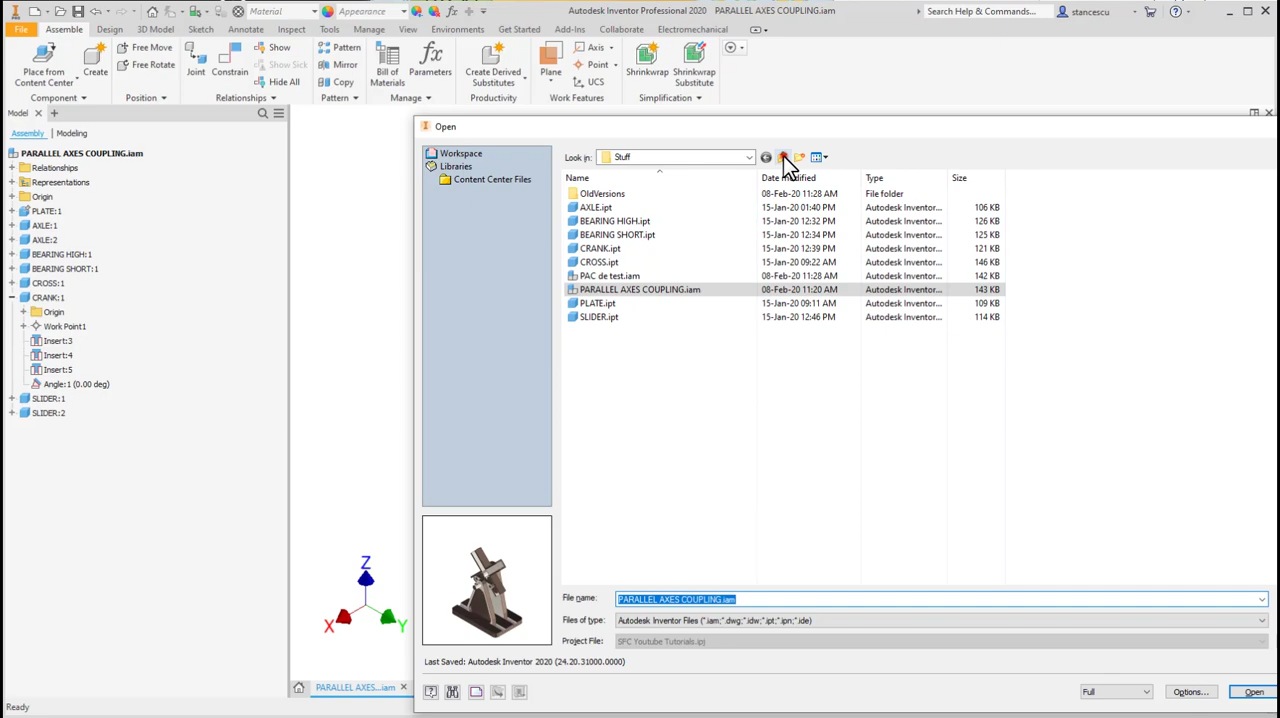 Material
Appearance
Autodesk Inventor Professional 2020 PARALLEL AXES COUPLING.iam
Search Help & Commands...
stancescu
File
Assemble
Design
3D Model
Sketch
Annotate
Inspect
Tools
Manage
View
Environments
Get Started
Add-Ins
Collaborate
Electromechanical
PRO
Place from
Content Center
Create
Free Move
Free Rotate
Joint
Constrain
Show
Show Sick
Hide All
Pattern
Mirror
Copy
Bill of
Materials
Parameters
Create Derived
Substitutes
Plane
Axis
Point
UCS
Shrinkwrap
Shrinkwrap
Substitute
Component
Position
Relationships
Pattern
Manage
Productivity
Work Features
Simplification
Model
Assembly
Modeling
PARALLEL AXES COUPLING.iam
Relationships
Representations
Origin
PLATE:1
AXLE:1
AXLE:2
BEARING HIGH:1
BEARING SHORT:1
CROSS:1
CRANK:1
Origin
Work Point1
Insert:3
Insert:4
Insert:5
Angle:1 (0.00 deg)
SLIDER:1
SLIDER:2
Z
X
Y
Open
Workspace
Libraries
Content Center Files
Look in:
Stuff
Name
Date modified
Type
Size
OldVersions 08-Feb-20 11:28 AM File folder
AXLE.ipt 15-Jan-20 01:40 PM Autodesk Inventor... 106 KB
BEARING HIGH.ipt 15-Jan-20 12:32 PM Autodesk Inventor... 126 KB
BEARING SHORT.ipt 15-Jan-20 12:34 PM Autodesk Inventor... 125 KB
CRANK.ipt 15-Jan-20 12:39 PM Autodesk Inventor... 121 KB
CROSS.ipt 15-Jan-20 09:22 AM Autodesk Inventor... 146 KB
PAC de test.iam 08-Feb-20 11:28 AM Autodesk Inventor... 142 KB
PARALLEL AXES COUPLING.iam 08-Feb-20 11:20 AM Autodesk Inventor... 143 KB
PLATE.ipt 15-Jan-20 09:11 AM Autodesk Inventor... 109 KB
SLIDER.ipt 15-Jan-20 12:46 PM Autodesk Inventor... 114 KB
File name:
PARALLEL AXES COUPLING.iam
Files of type:
Autodesk Inventor Files (*.iam;*.dwg;*.idw;*.ipt;*.ipn;*.ide)
Project File:
SFC Youtube Tutorials.ipj
Last Saved: Autodesk Inventor 2020 (24.20.31000.0000)
Full
Options...
Open
PARALLEL AXES...iam
Ready